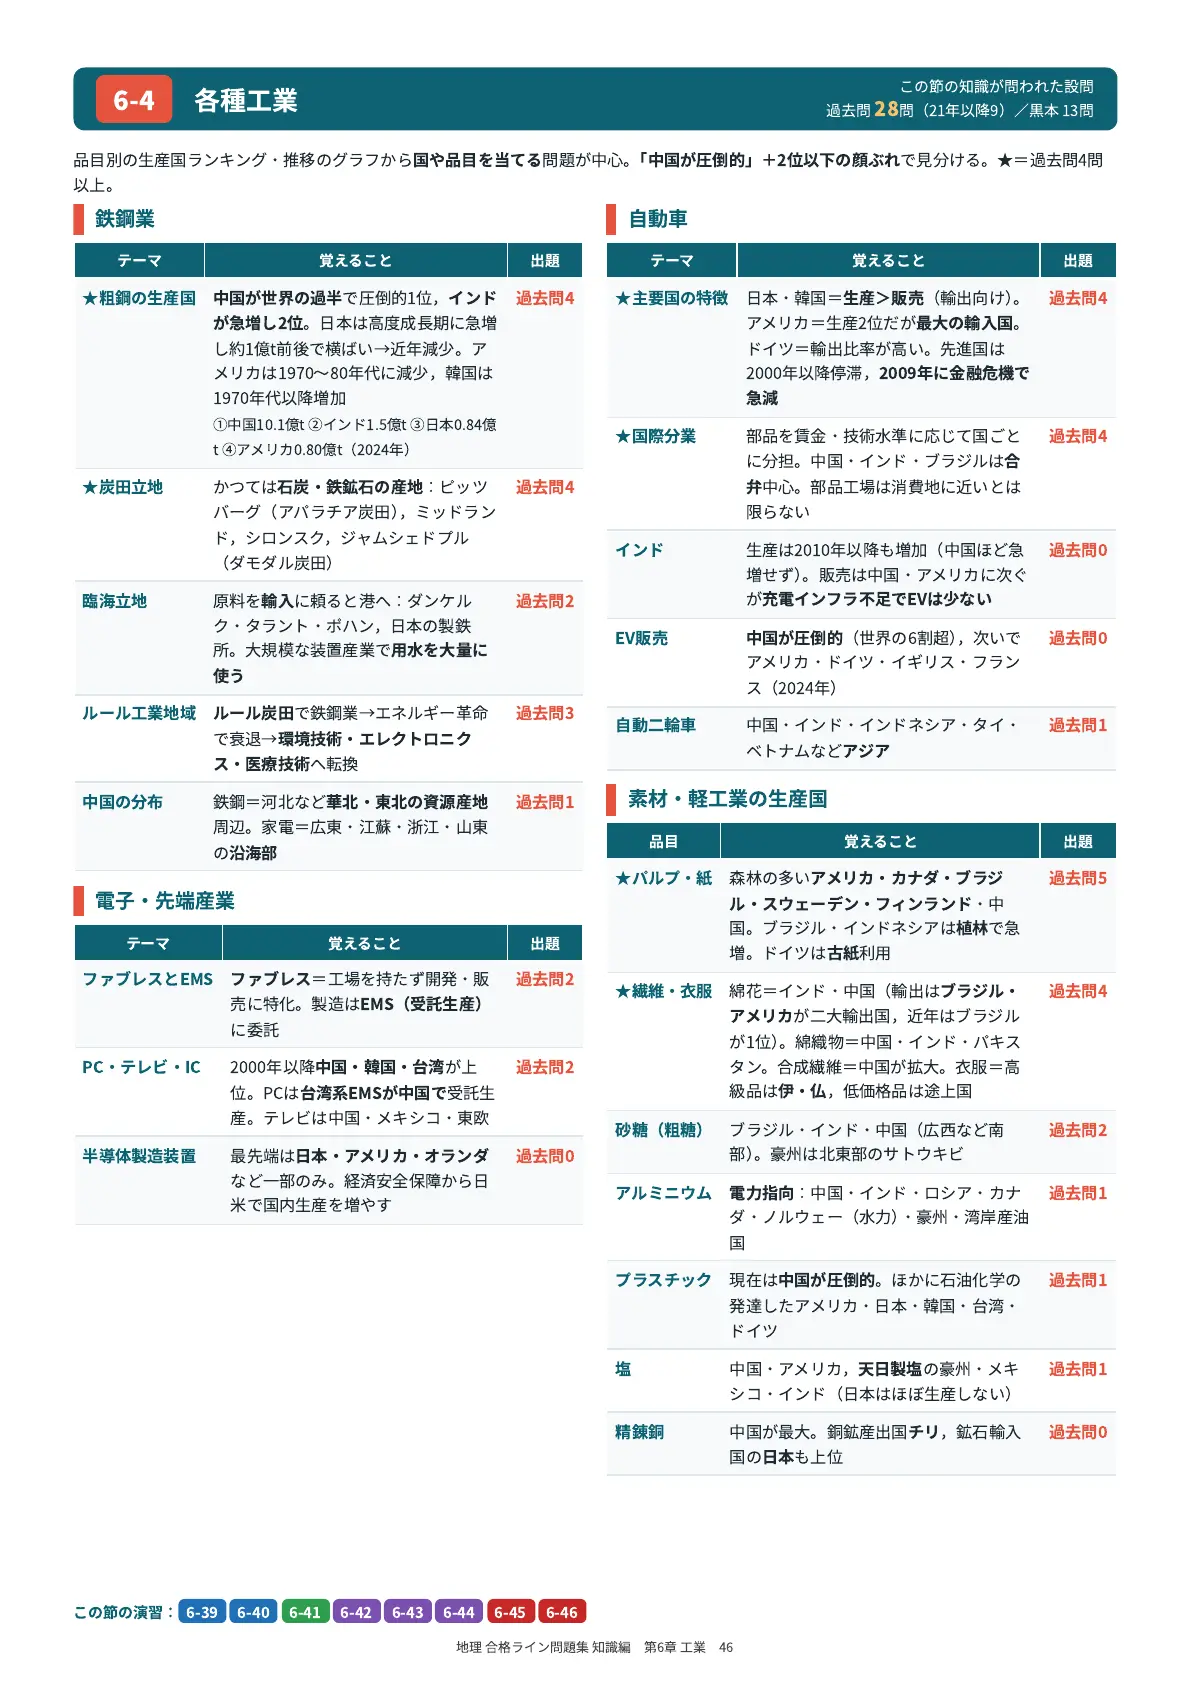 6-4 各種工業
この節の知識が問われた設問
過去問 28問（21年以降9）／黒本 13問
品目別の生産国ランキング・推移のグラフから国や品目を当てる問題が中心。「中国が圧倒的」＋2位以下の顔ぶれで見分ける。★＝過去問4問
以上。
鉄鋼業
テーマ 覚えること 出題
★粗鋼の生産国 中国が世界の過半で圧倒的1位，インド 過去問4
が急増し2位。日本は高度成長期に急増
し約1億t前後で横ばい→近年減少。ア
メリカは1970〜80年代に減少，韓国は
1970年代以降増加
①中国10.1億t ②インド1.5億t ③日本0.84億
t ④アメリカ0.80億t（2024年）
★炭田立地 かつては石炭・鉄鉱石の産地：ピッツ 過去問4
バーグ（アパラチア炭田），ミッドラン
ド，シロンスク，ジャムシェドプル
（ダモダル炭田）
臨海立地 原料を輸入に頼ると港へ：ダンケル 過去問2
ク・タラント・ポハン，日本の製鉄
所。大規模な装置産業で用水を大量に
使う
ルール工業地域 ルール炭田で鉄鋼業→エネルギー革命 過去問3
で衰退→環境技術・エレクトロニク
ス・医療技術へ転換
中国の分布 鉄鋼＝河北など華北・東北の資源産地 過去問1
周辺。家電＝広東・江蘇・浙江・山東
の沿海部
電子・先端産業
テーマ 覚えること 出題
ファブレスとEMS ファブレス＝工場を持たず開発・販 過去問2
売に特化。製造はEMS（受託生産）
に委託
PC・テレビ・IC 2000年以降中国・韓国・台湾が上 過去問2
位。PCは台湾系EMSが中国で受託生
産。テレビは中国・メキシコ・東欧
半導体製造装置 最先端は日本・アメリカ・オランダ 過去問0
など一部のみ。経済安全保障から日
米で国内生産を増やす
自動車
テーマ 覚えること 出題
★主要国の特徴 日本・韓国＝生産＞販売（輸出向け）。 過去問4
アメリカ＝生産2位だが最大の輸入国。
ドイツ＝輸出比率が高い。先進国は
2000年以降停滞，2009年に金融危機で
急減
★国際分業 部品を賃金・技術水準に応じて国ごと 過去問4
に分担。中国・インド・ブラジルは合
弁中心。部品工場は消費地に近いとは
限らない
インド 生産は2010年以降も増加（中国ほど急 過去問0
増せず）。販売は中国・アメリカに次ぐ
が充電インフラ不足でEVは少ない
EV販売 中国が圧倒的（世界の6割超），次いで 過去問0
アメリカ・ドイツ・イギリス・フラン
ス（2024年）
自動二輪車 中国・インド・インドネシア・タイ・ 過去問1
ベトナムなどアジア
素材・軽工業の生産国
品目 覚えること 出題
★パルプ・紙 森林の多いアメリカ・カナダ・ブラジ 過去問5
ル・スウェーデン・フィンランド・中
国。ブラジル・インドネシアは植林で急
増。ドイツは古紙利用
★繊維・衣服 綿花＝インド・中国（輸出はブラジル・ 過去問4
アメリカが二大輸出国，近年はブラジル
が1位）。綿織物＝中国・インド・パキス
タン。合成繊維＝中国が拡大。衣服＝高
級品は伊・仏，低価格品は途上国
砂糖（粗糖） ブラジル・インド・中国（広西など南 過去問2
部）。豪州は北東部のサトウキビ
アルミニウム 電力指向：中国・インド・ロシア・カナ 過去問1
ダ・ノルウェー（水力）・豪州・湾岸産油
国
プラスチック 現在は中国が圧倒的。ほかに石油化学の 過去問1
発達したアメリカ・日本・韓国・台湾・
ドイツ
塩 中国・アメリカ，天日製塩の豪州・メキ 過去問1
シコ・インド（日本はほぼ生産しない）
精錬銅 中国が最大。銅鉱産出国チリ，鉱石輸入 過去問0
国の日本も上位
この節の演習： 6-39 6-40 6-41 6-42 6-43 6-44 6-45 6-46
地理 合格ライン問題集 知識編 第6章 工業 46